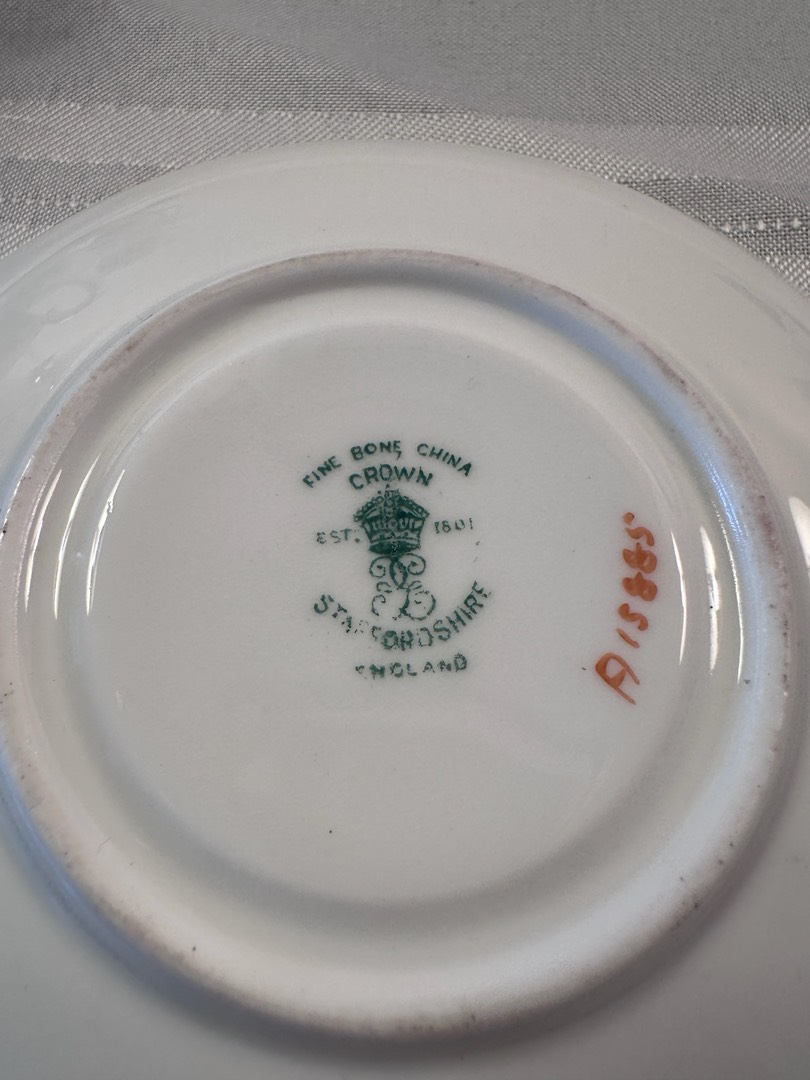 FINE BONE CHINA
CROWN
EST. 1801
STAFFORDSHIRE
ENGLAND
A15885